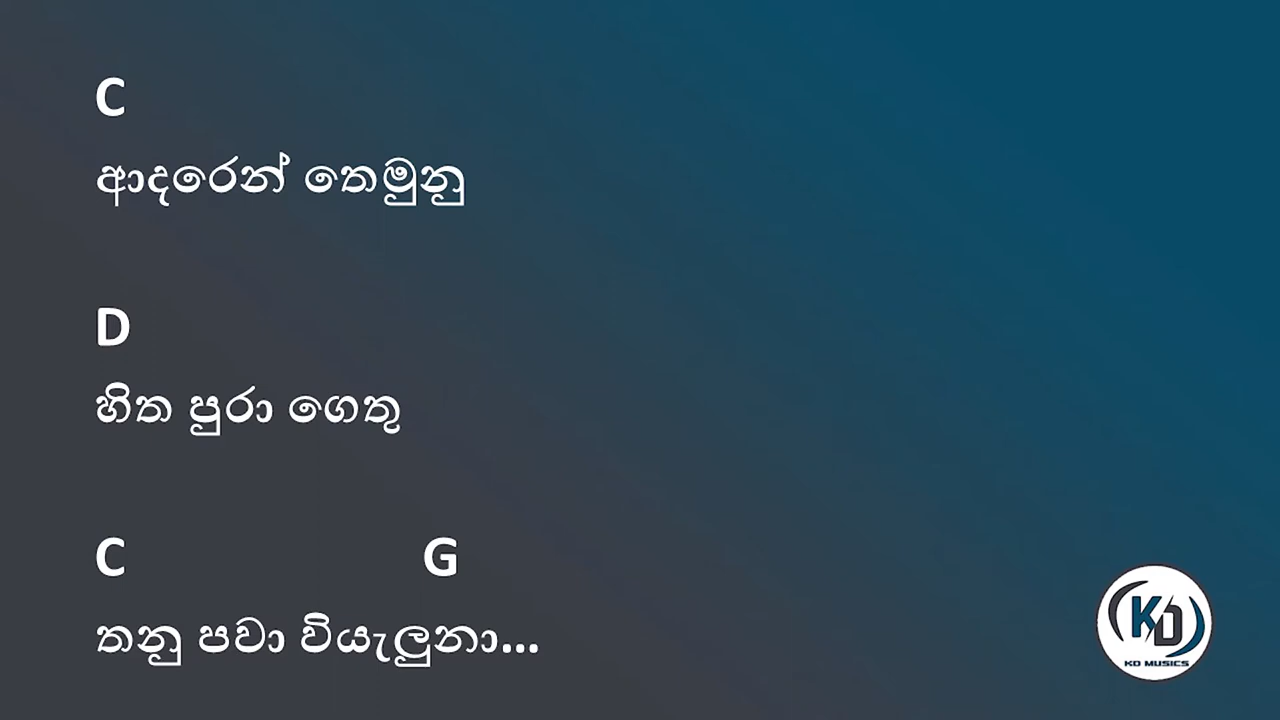 C
ආදරෙන් තෙමුනු
D
හිත පුරා ගෙතු
C G
තනු පවා වියැලුනා...
KD
KD MUSICS